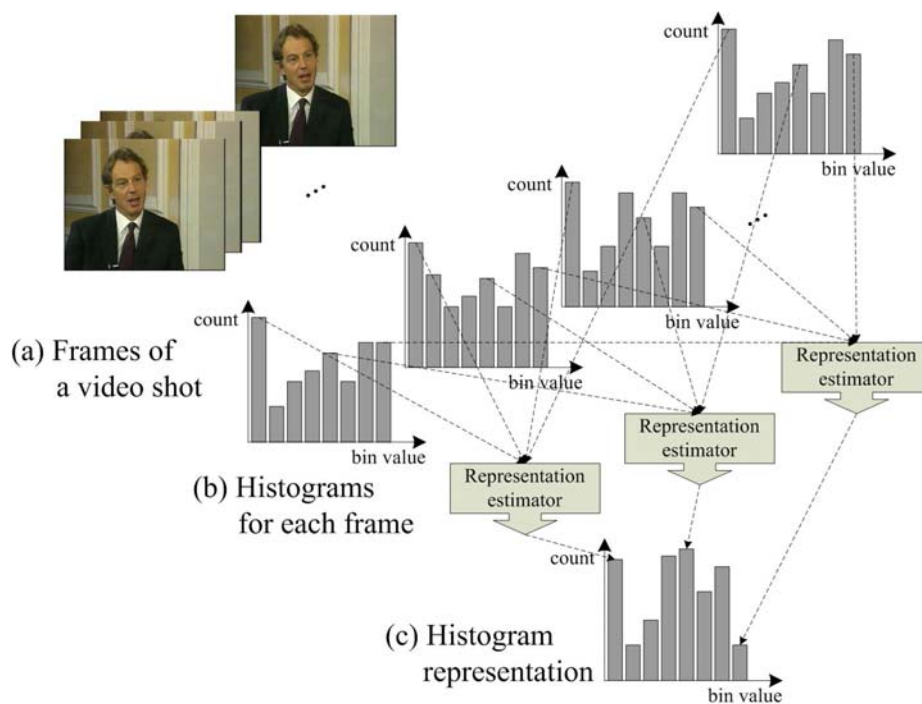 count
bin value
count
bin value
count
bin value
count
bin value
(a) Frames of
a video shot
(b) Histograms
for each frame
Representation
estimator
Representation
estimator
Representation
estimator
count
bin value
(c) Histogram
representation